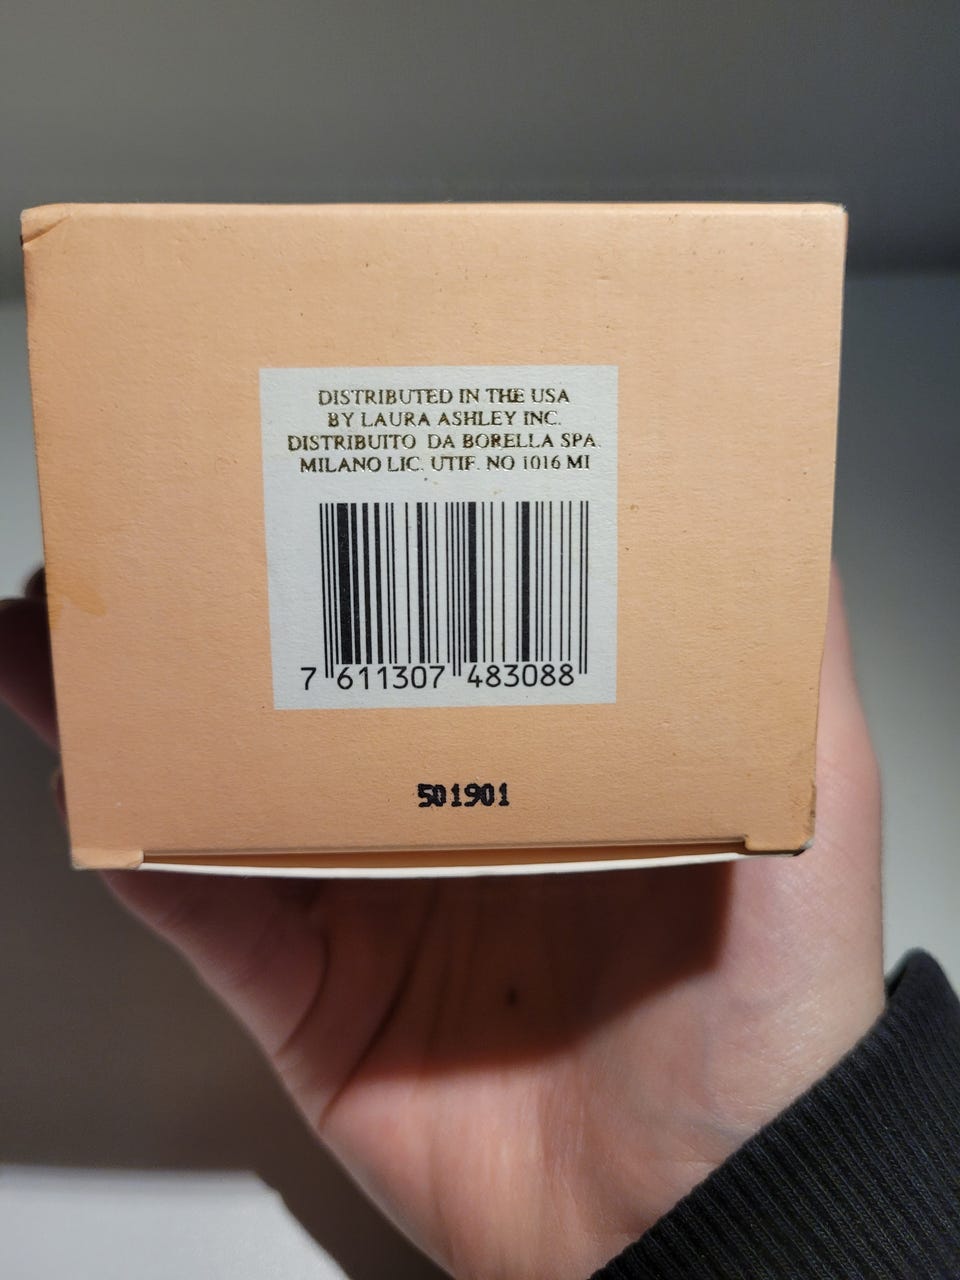 DISTRIBUTED IN THE USA
BY LAURA ASHLEY INC.
DISTRIBUITO DA BORELLA SPA.
MILANO LIC. UTIF. NO 1016 MI
7 611307 483088
501901